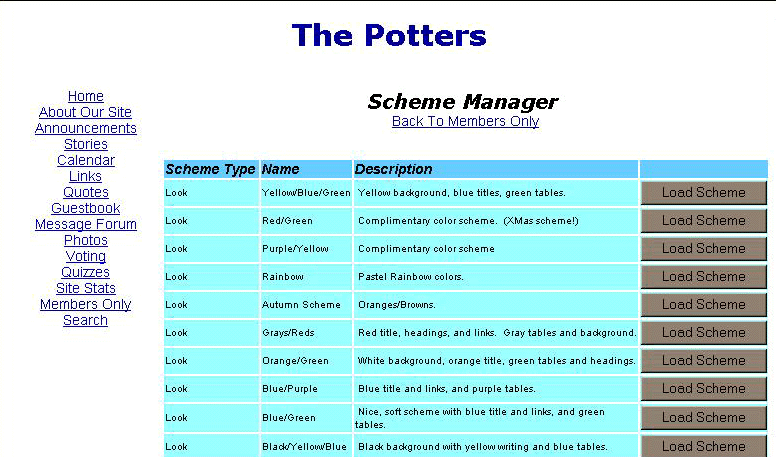 The Potters
Home
About Our Site
Announcements
Stories
Calendar
Links
Quotes
Guestbook
Message Forum
Photos
Voting
Quizzes
Site Stats
Members Only
Search
Scheme Manager
Back To Members Only
Scheme Type Name Description
Look Yellow/Blue/Green Yellow background, blue titles, green tables. Load Scheme
Look Red/Green Complimentary color scheme. (XMas scheme!) Load Scheme
Look Purple/Yellow Complimentary color scheme Load Scheme
Look Rainbow Pastel Rainbow colors. Load Scheme
Look Autumn Scheme Oranges/Browns. Load Scheme
Look Grays/Reds Red title, headings, and links. Gray tables and background. Load Scheme
Look Orange/Green White background, orange title, green tables and headings. Load Scheme
Look Blue/Purple Blue title and links, and purple tables. Load Scheme
Look Blue/Green Nice, soft scheme with blue title and links, and green
tables. Load Scheme
Look Black/Yellow/Blue Black background with yellow writing and blue tables. Load Scheme